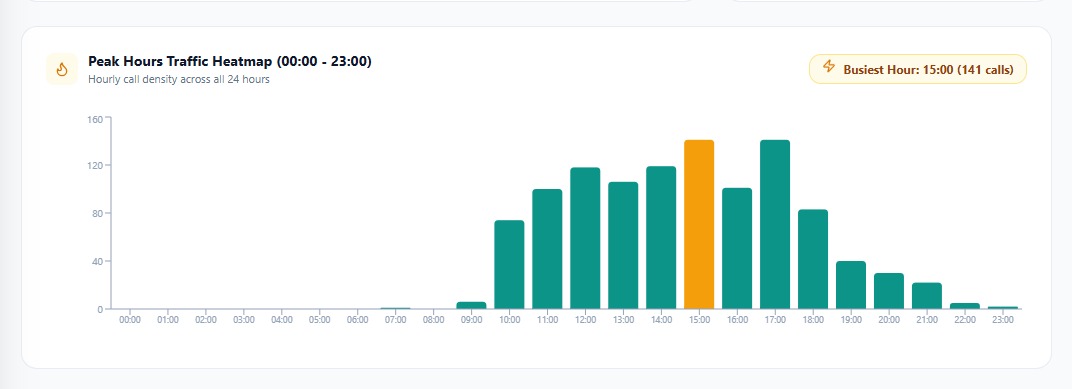 Peak Hours Traffic Heatmap (00:00 - 23:00)
Hourly call density across all 24 hours
Busiest Hour: 15:00 (141 calls)
160
120
80
40
0
00:00 01:00 02:00 03:00 04:00 05:00 06:00 07:00 08:00 09:00 10:00 11:00 12:00 13:00 14:00 15:00 16:00 17:00 18:00 19:00 20:00 21:00 22:00 23:00